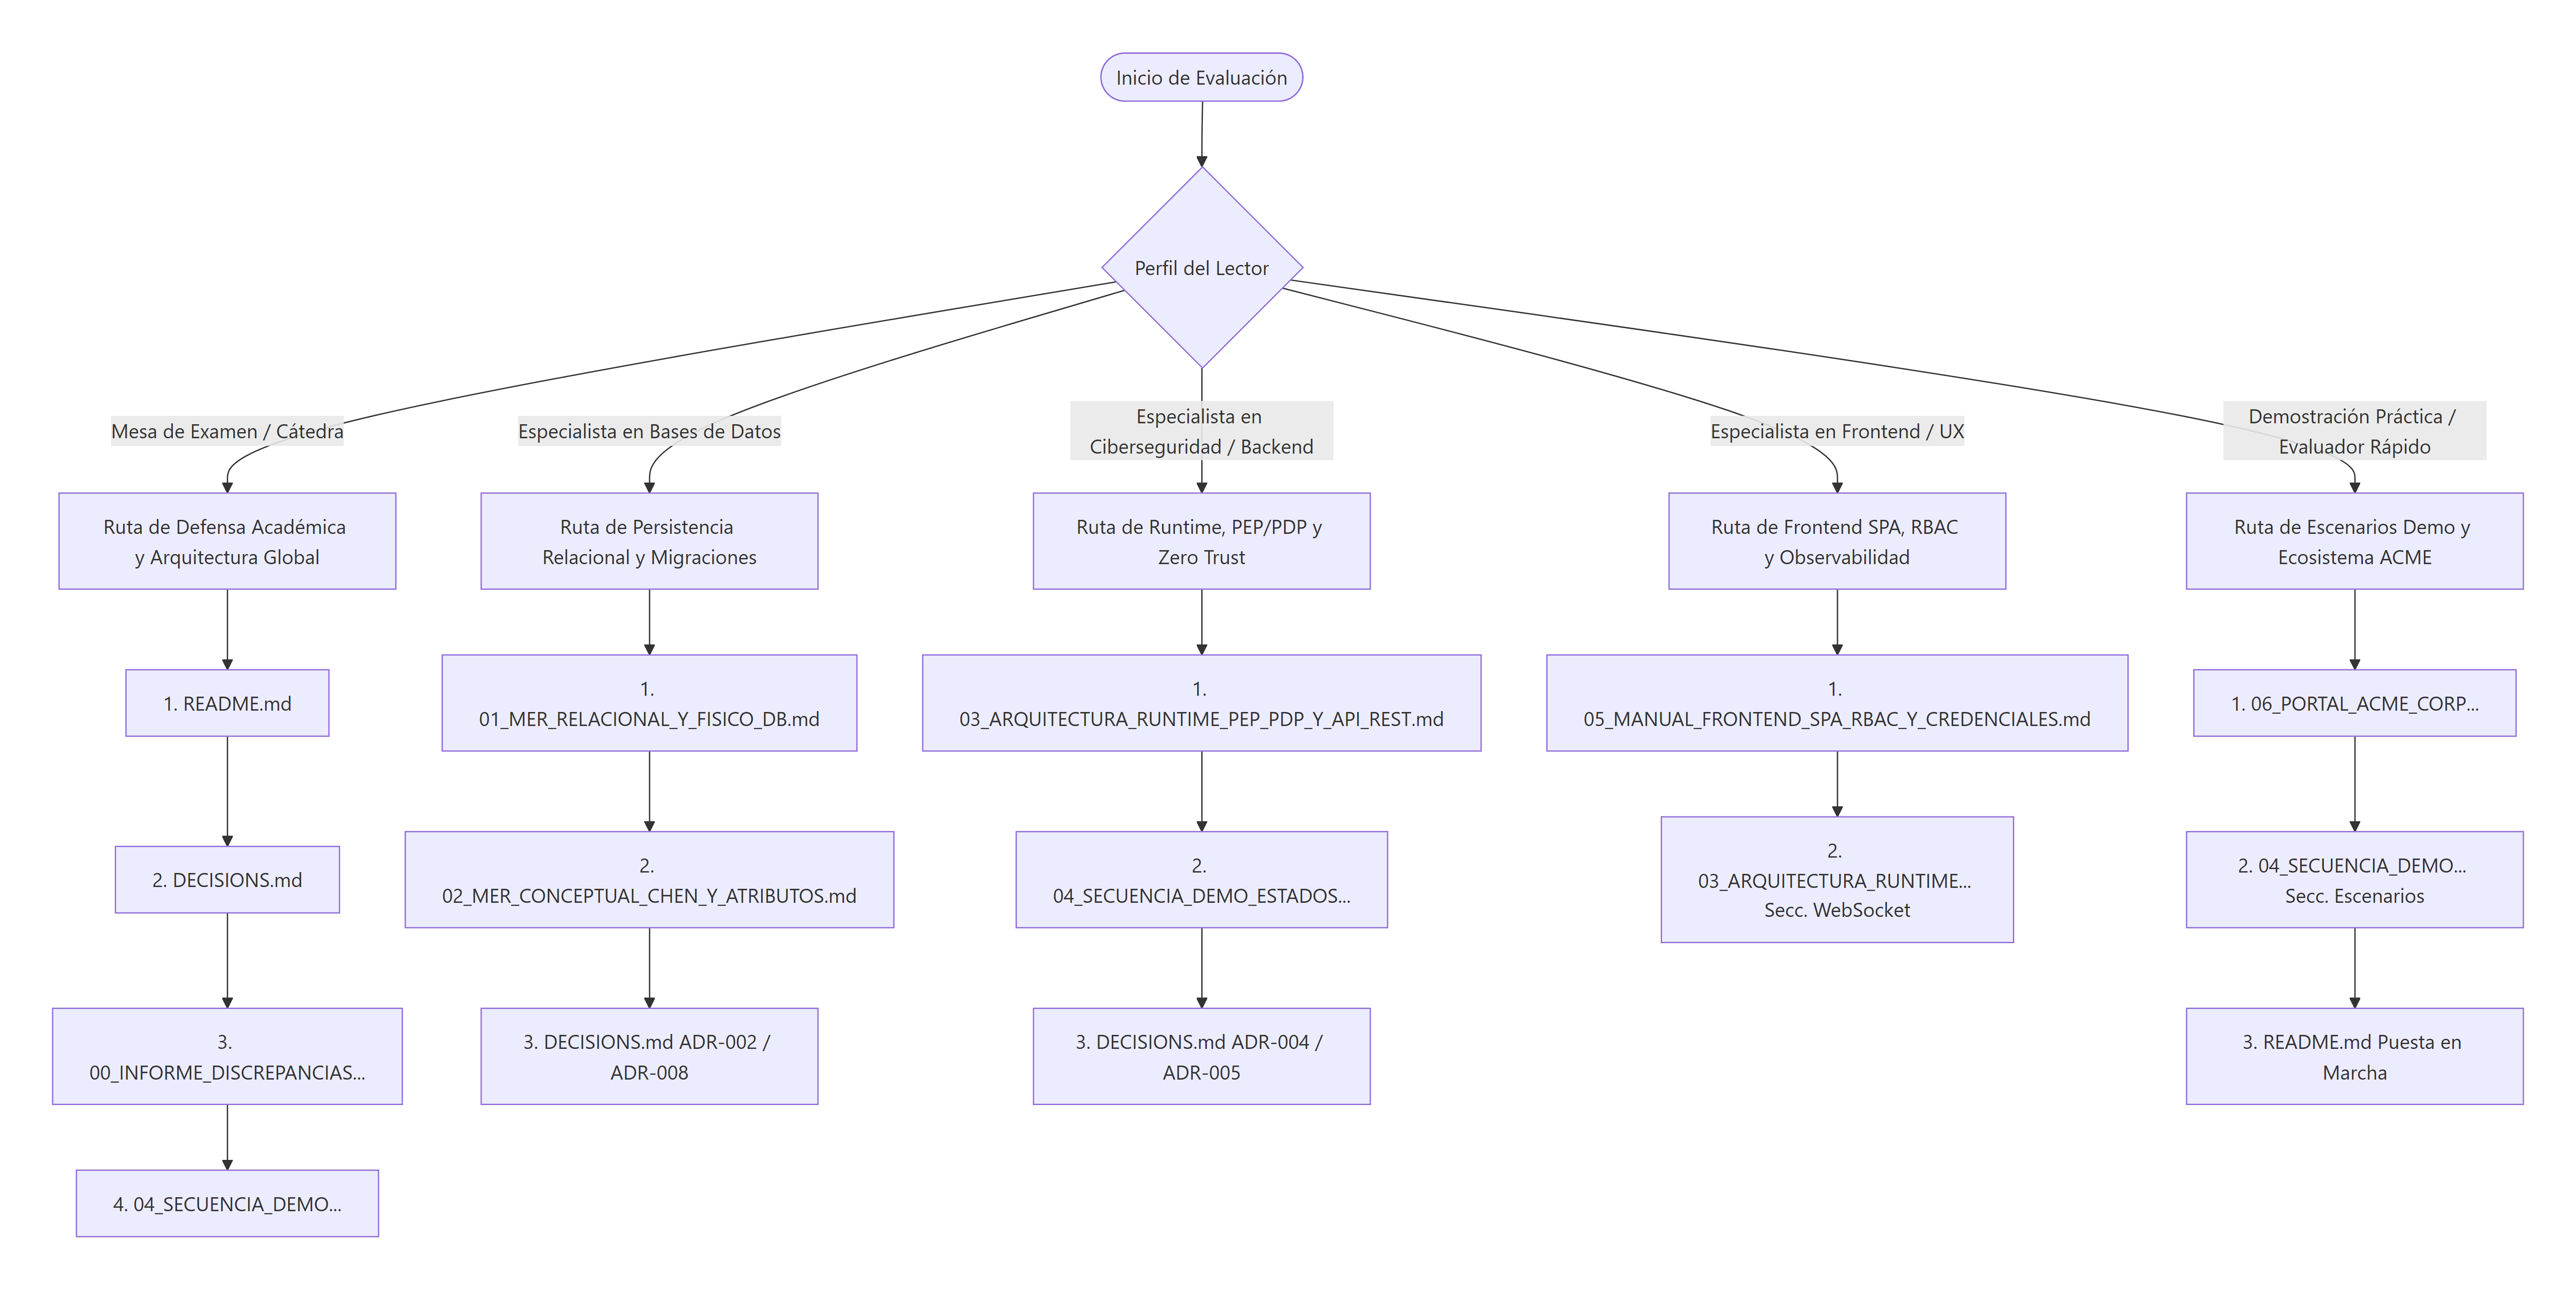 Inicio de Evaluación
Perfil del Lector
Mesa de Examen / Cátedra
Especialista en Bases de Datos
Especialista en
Ciberseguridad / Backend
Especialista en Frontend / UX
Demostración Práctica /
Evaluador Rápido
Ruta de Defensa Académica
y Arquitectura Global
Ruta de Persistencia
Relacional y Migraciones
Ruta de Runtime, PEP/PDP y
Zero Trust
Ruta de Frontend SPA, RBAC
y Observabilidad
Ruta de Escenarios Demo y
Ecosistema ACME
1. README.md
1.
01_MER_RELACIONAL_Y_FISICO_DB.md
1.
03_ARQUITECTURA_RUNTIME_PEP_PDP_Y_API_REST.md
1.
05_MANUAL_FRONTEND_SPA_RBAC_Y_CREDENCIALES.md
1. 06_PORTAL_ACME_CORP...
2. DECISIONS.md
2.
02_MER_CONCEPTUAL_CHEN_Y_ATRIBUTOS.md
2.
04_SECUENCIA_DEMO_ESTADOS...
2.
03_ARQUITECTURA_RUNTIME...
Secc. WebSocket
2. 04_SECUENCIA_DEMO...
Secc. Escenarios
3.
00_INFORME_DISCREPANCIAS...
3. DECISIONS.md ADR-002 /
ADR-008
3. DECISIONS.md ADR-004 /
ADR-005
3. README.md Puesta en
Marcha
4. 04_SECUENCIA_DEMO...